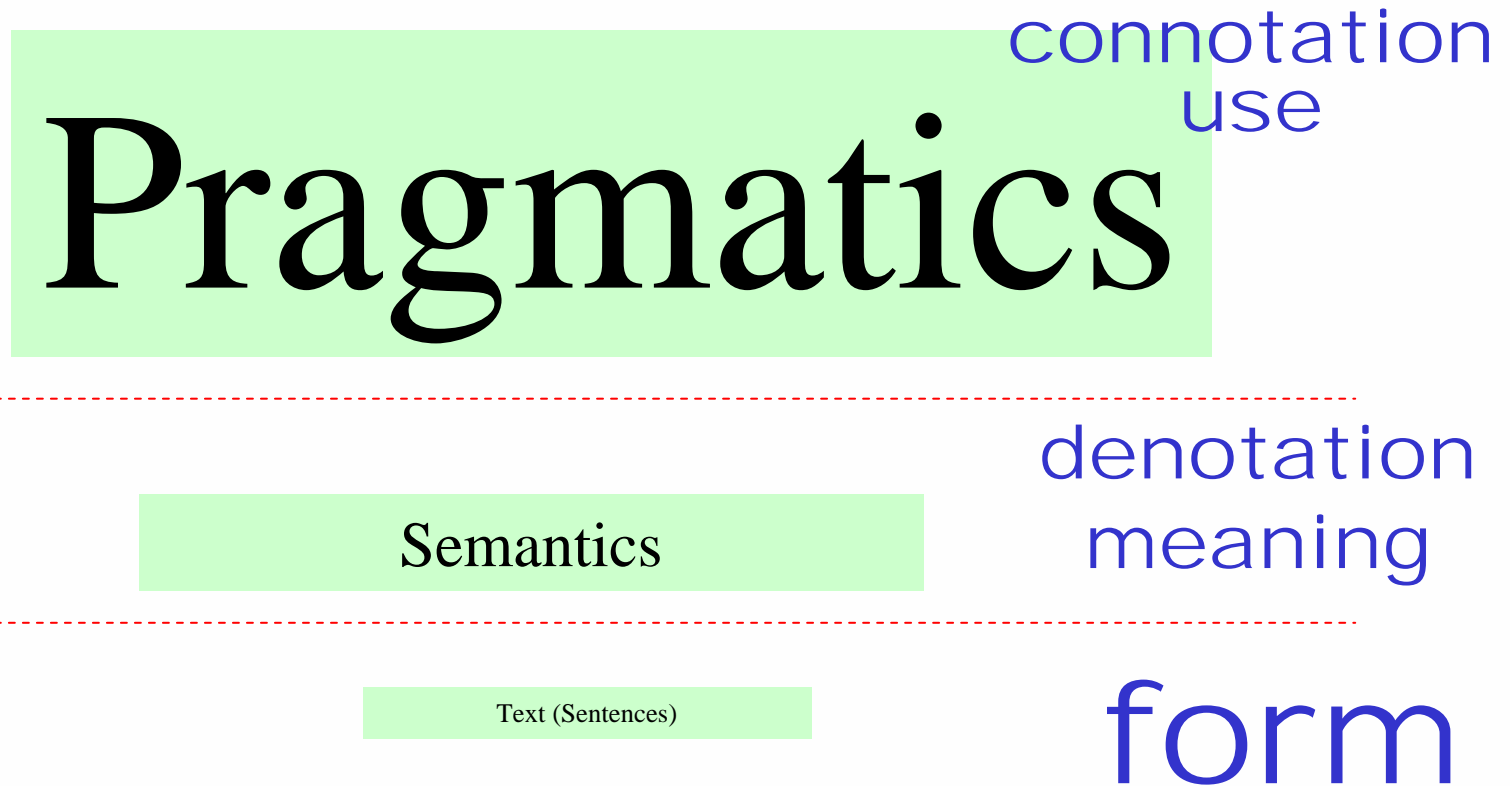 connotation
use
Pragmatics
denotation
meaning
Semantics
form
Text (Sentences)